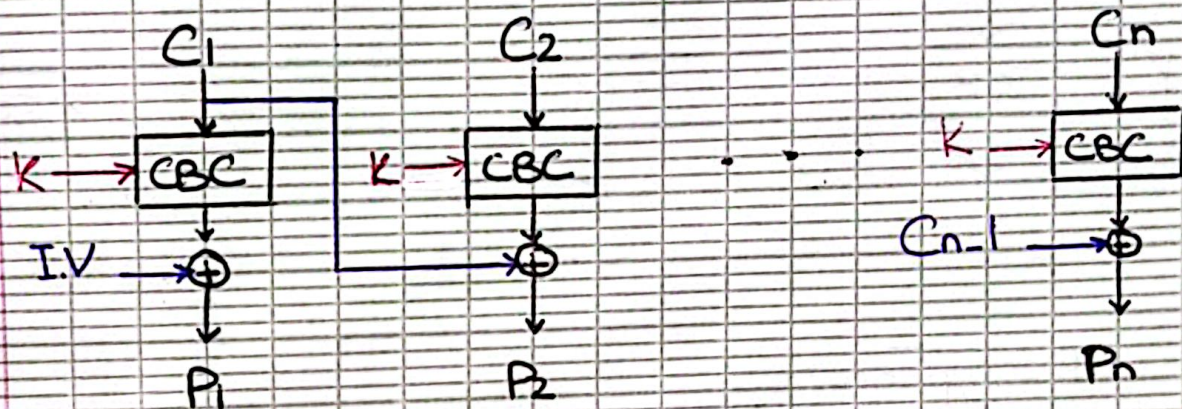 C1 C2 Cn
K CBC K CBC . . . K CBC
I.V Cn-1
P1 P2 Pn